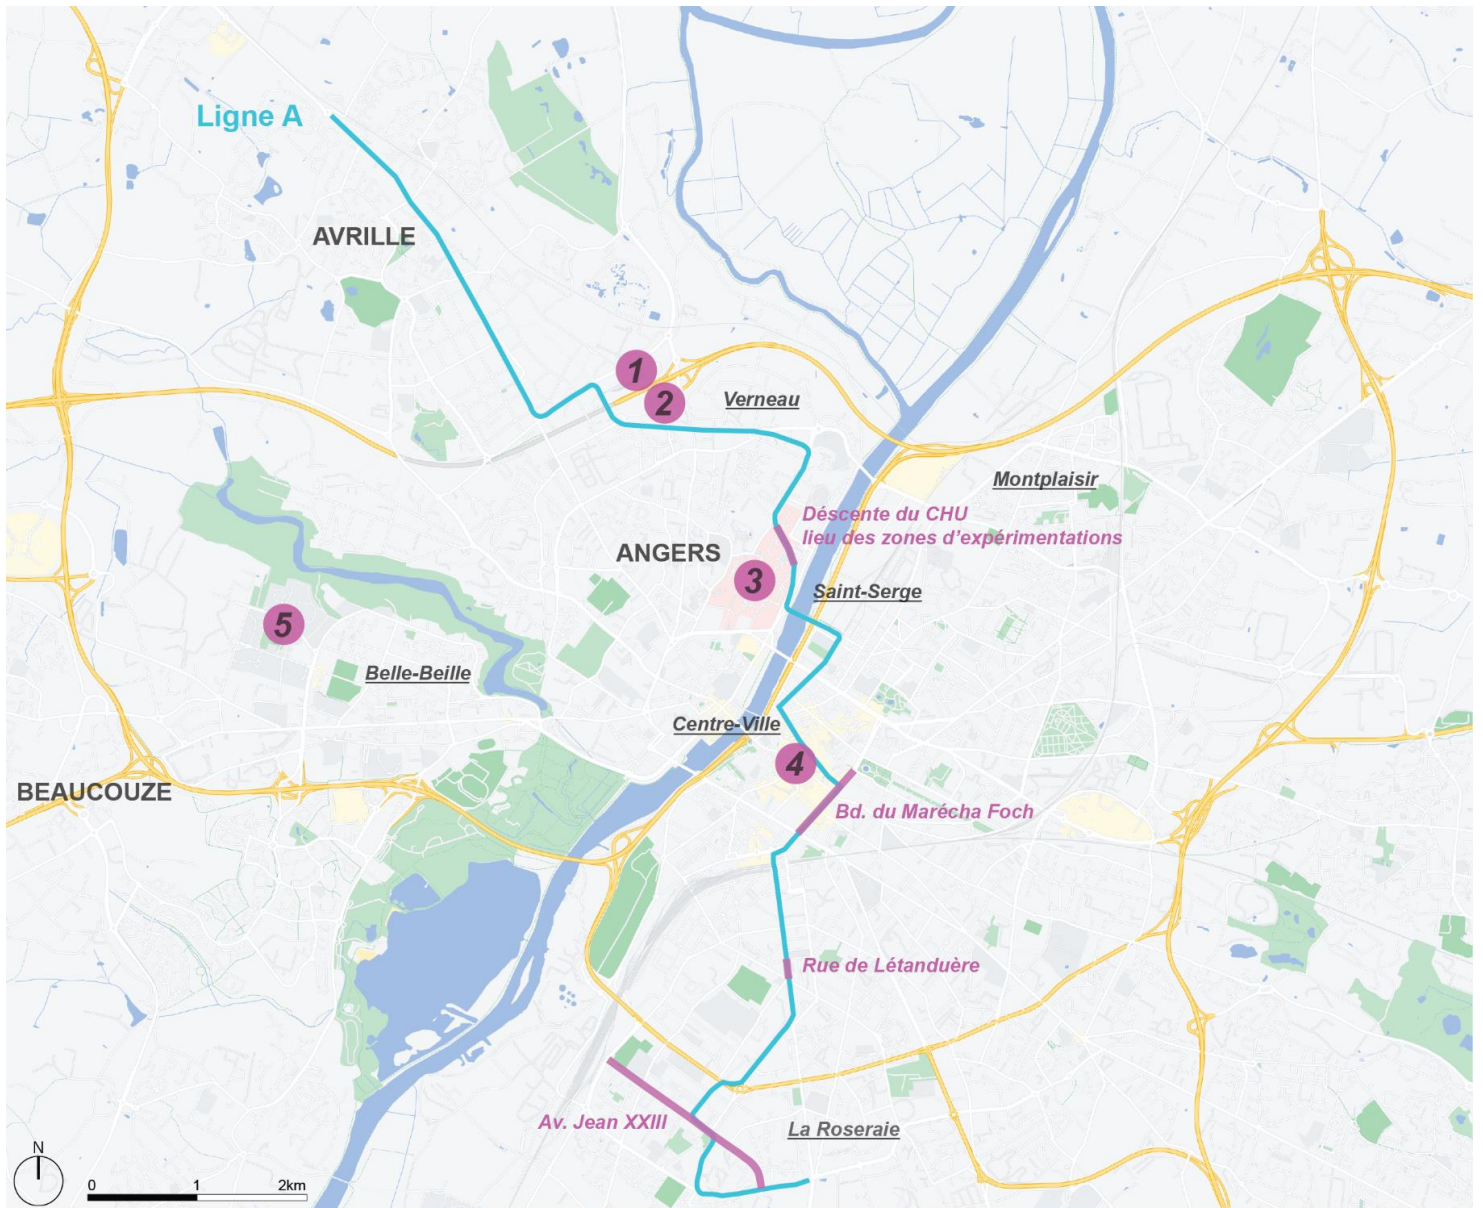 Ligne A
AVRILLE
1
2
Verneau
Montplaisir
Déscente du CHU
lieu des zones d'expérimentations
ANGERS
3
Saint-Serge
5
Belle-Beille
Centre-Ville
4
BEAUCOUZE
Bd. du Marécha Foch
Rue de Létanduère
Av. Jean XXIII
La Roseraie
N
0 1 2km